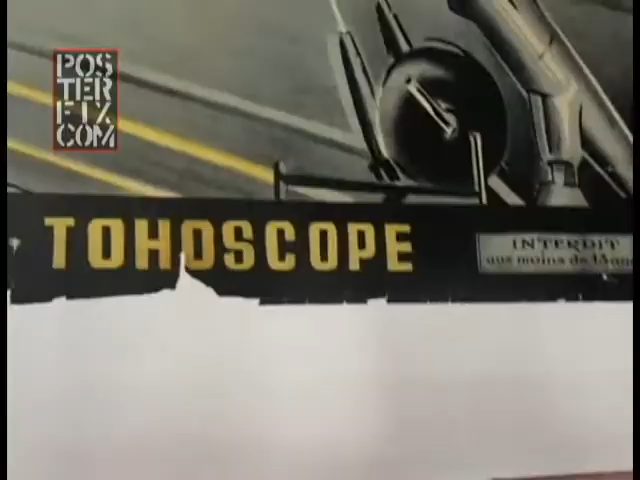 POS
TER
FIX
COM
TOHOSCOPE
INTERDIT
aux moins de 13 ans